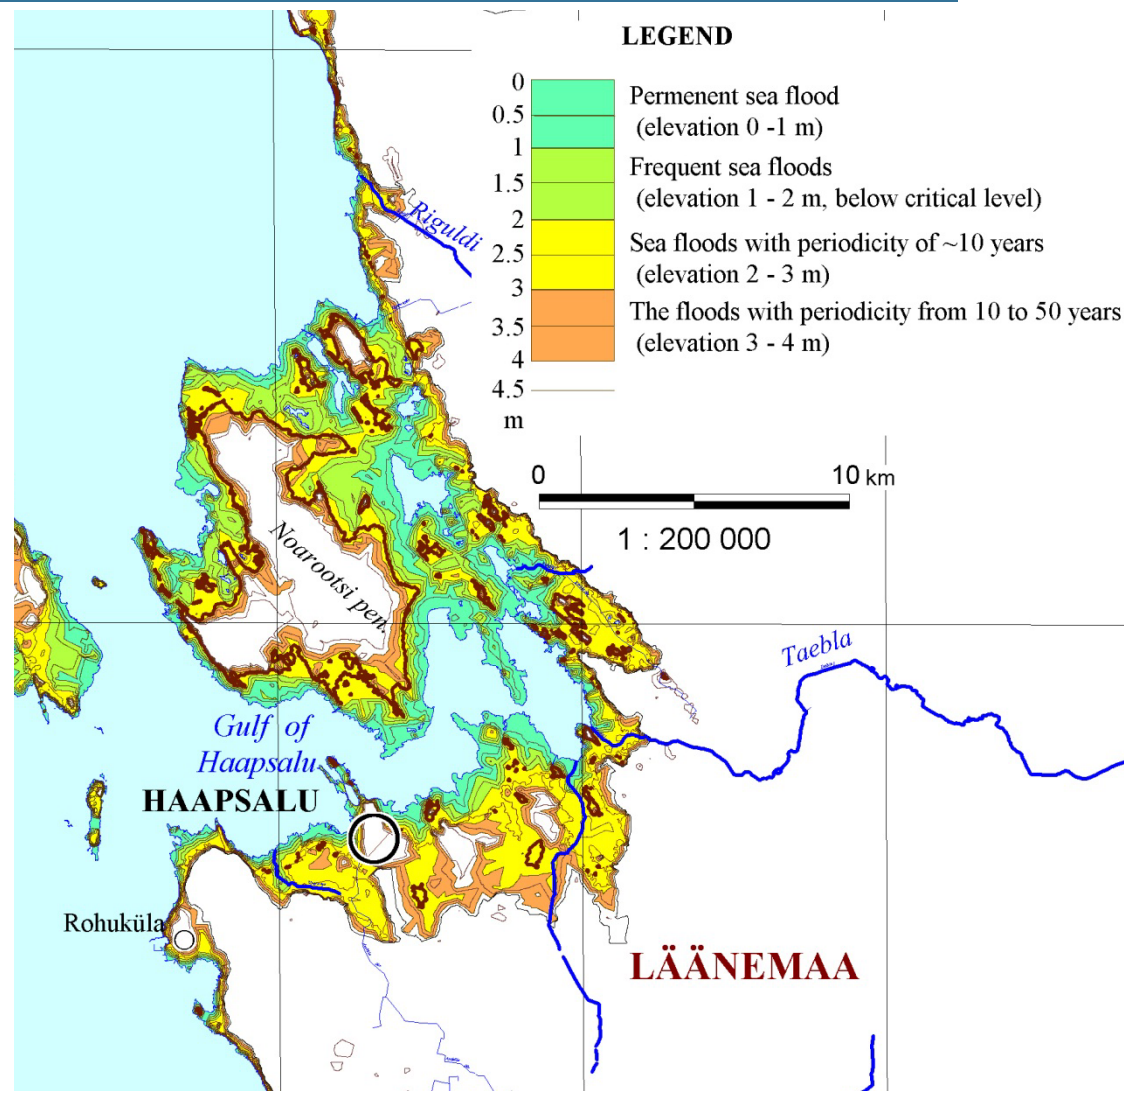 LEGEND
0
0.5
1
1.5
2
2.5
3
3.5
4
4.5
m
Permenent sea flood
(elevation 0 -1 m)
Frequent sea floods
(elevation 1 - 2 m, below critical level)
Sea floods with periodicity of ~10 years
(elevation 2 - 3 m)
The floods with periodicity from 10 to 50 years
(elevation 3 - 4 m)
Riguldi
0 10 km
1 : 200 000
Noarootsi pen.
Taebla
Gulf of
Haapsalu
HAAPSALU
Rohuküla
LÄÄNEMAA